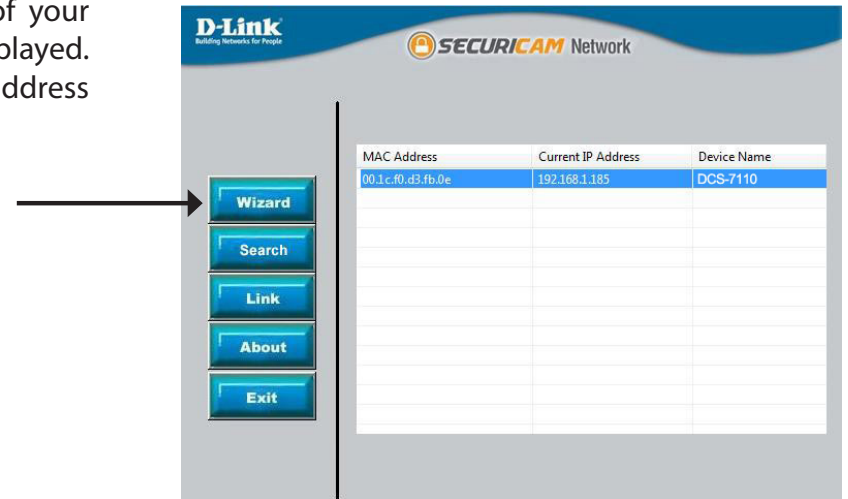 of your
played.
address
D-Link
Building Networks for People
SECURICAM Network
MAC Address Current IP Address Device Name
00.1c.f0.d3.fb.0e 192.168.1.185 DCS-7110
Wizard
Search
Link
About
Exit